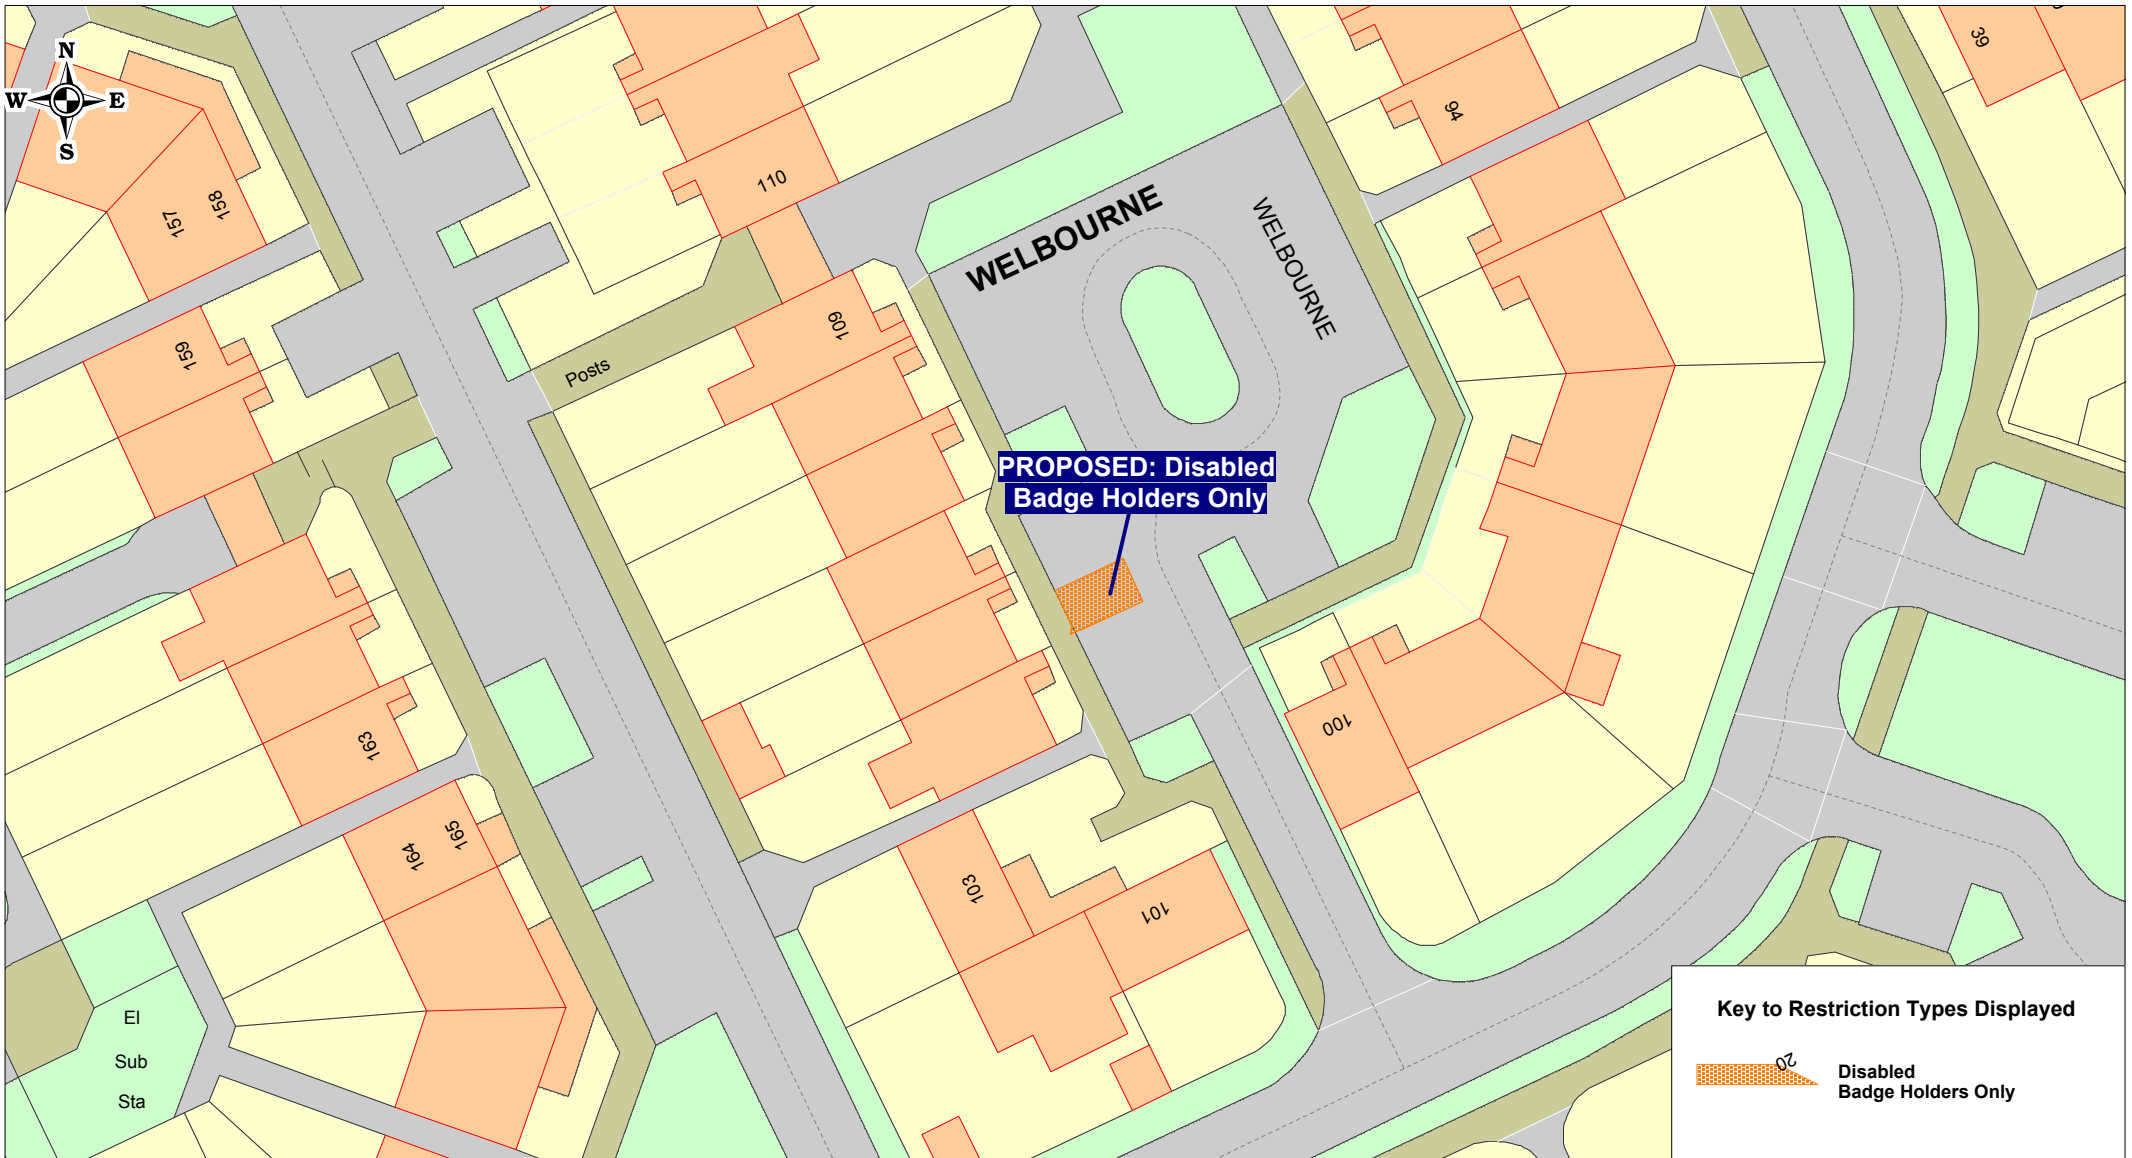 N
W E
S
39
94
110
158
157
WELBOURNE
WELBOURNE
109
159
Posts
PROPOSED: Disabled
Badge Holders Only
163
100
165
164
103
101
El
Sub
Sta
Key to Restriction Types Displayed
20
Disabled
Badge Holders Only